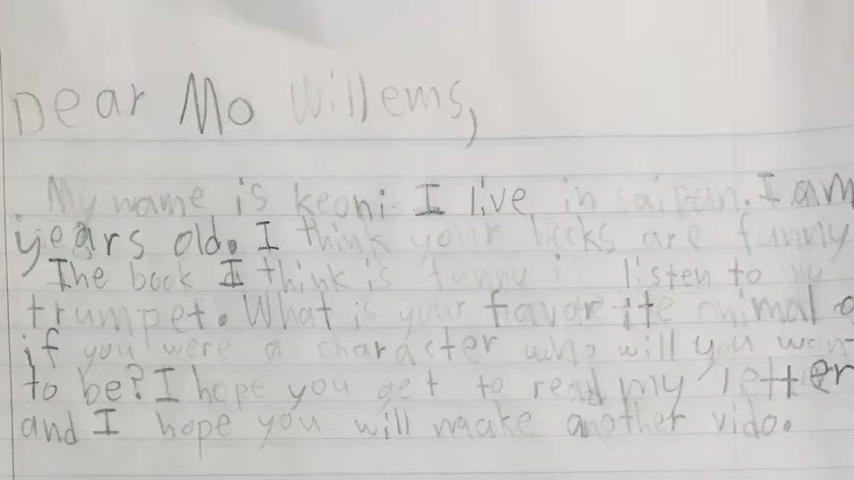 Dear Mo Willems,
My name is keoni. I live in saipan. I am
years old. I think your books are funny
The book I think is funny is listen to my
trumpet. What is your favorite animal
if you were a character who will you want
to be? I hope you get to read my letter
and I hope you will make another vido.